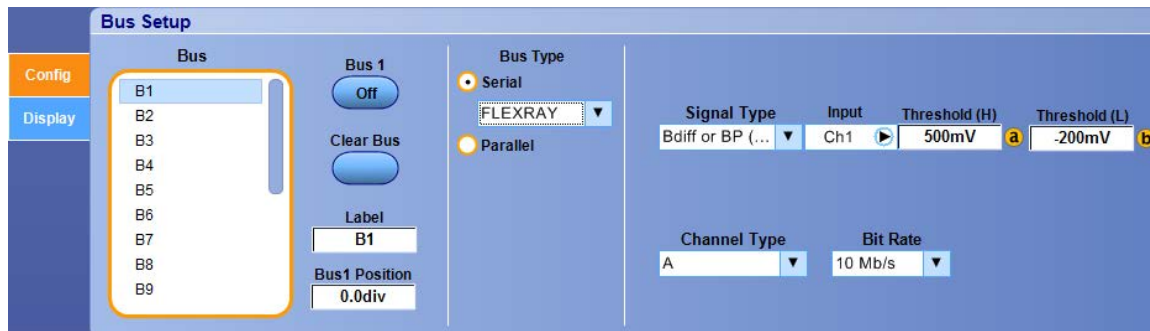 Bus Setup
Config
Display
Bus
B1
B2
B3
B4
B5
B6
B7
B8
B9
Bus 1
Off
Clear Bus
Label
B1
Bus1 Position
0.0div
Bus Type
Serial
FLEXRAY
Parallel
Signal Type
Bdiff or BP (...
Input
Ch1
Threshold (H)
500mV
a
Threshold (L)
-200mV
b
Channel Type
A
Bit Rate
10 Mb/s